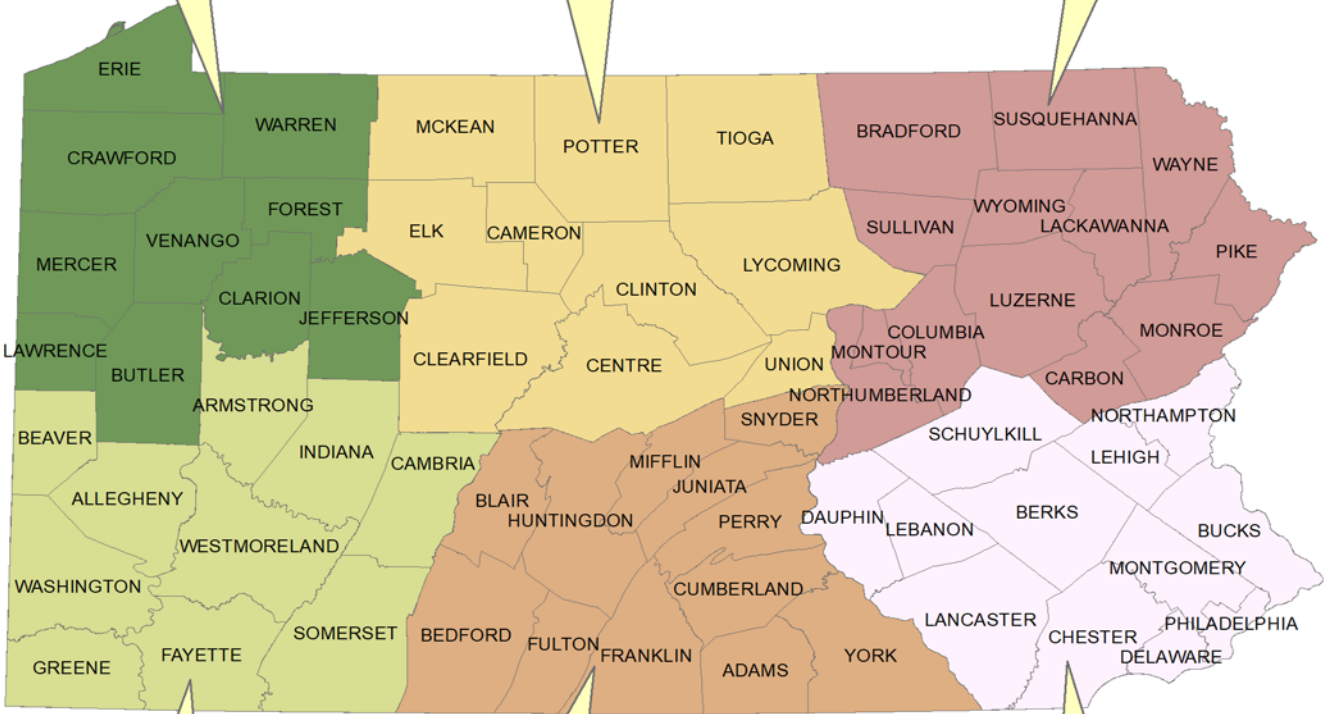 ERIE
WARREN
MCKEAN
POTTER
TIOGA
BRADFORD
SUSQUEHANNA
CRAWFORD
WAYNE
FOREST
VENANGO
ELK
CAMERON
SULLIVAN
WYOMING
LACKAWANNA
MERCER
LYCOMING
PIKE
CLARION
CLINTON
JEFFERSON
LUZERNE
COLUMBIA
MONROE
LAWRENCE
BUTLER
CLEARFIELD
CENTRE
UNION
MONTOUR
CARBON
NORTHUMBERLAND
ARMSTRONG
SNYDER
NORTHAMPTON
BEAVER
SCHUYLKILL
INDIANA
CAMBRIA
MIFFLIN
LEHIGH
ALLEGHENY
JUNIATA
BLAIR
HUNTINGDON
PERRY
DAUPHIN
LEBANON
BERKS
BUCKS
WESTMORELAND
MONTGOMERY
WASHINGTON
CUMBERLAND
LANCASTER
PHILADELPHIA
SOMERSET
BEDFORD
FULTON
CHESTER
GREENE
FAYETTE
FRANKLIN
ADAMS
YORK
DELAWARE